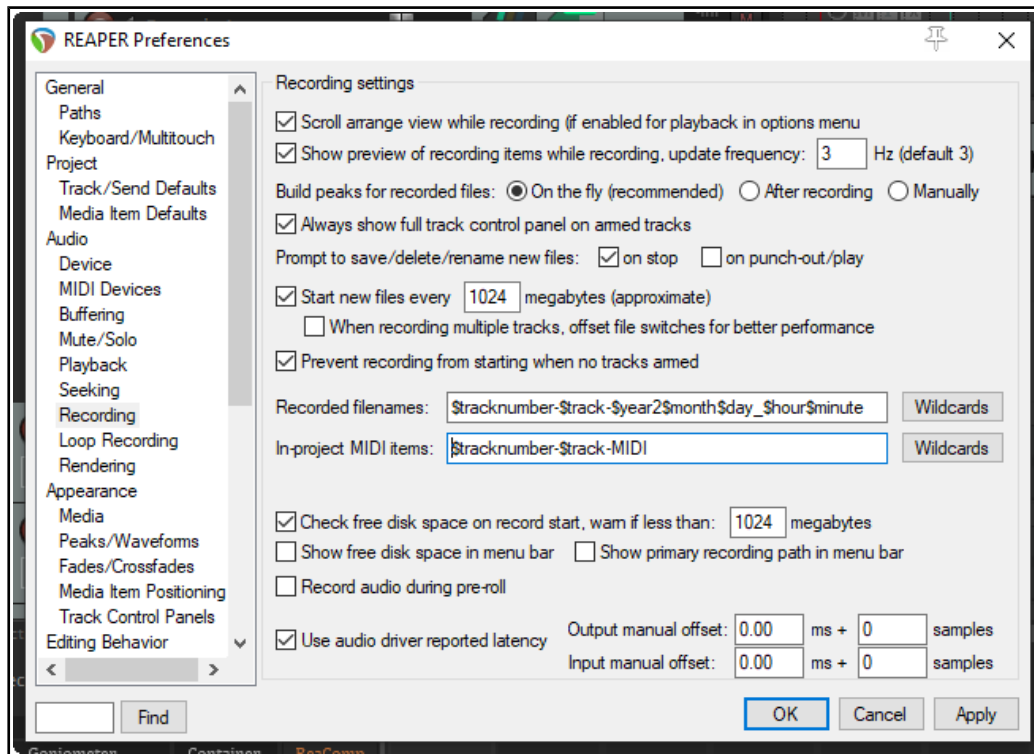 REAPER Preferences
General
Paths
Keyboard/Multitouch
Project
Track/Send Defaults
Media Item Defaults
Audio
Device
MIDI Devices
Buffering
Mute/Solo
Playback
Seeking
Recording
Loop Recording
Rendering
Appearance
Media
Peaks/Waveforms
Fades/Crossfades
Media Item Positioning
Track Control Panels
Editing Behavior
Find
Recording settings
Scroll arrange view while recording (if enabled for playback in options menu
Show preview of recording items while recording, update frequency: 3 Hz (default 3)
Build peaks for recorded files: On the fly (recommended) After recording Manually
Always show full track control panel on armed tracks
Prompt to save/delete/rename new files: on stop on punch-out/play
Start new files every 1024 megabytes (approximate)
When recording multiple tracks, offset file switches for better performance
Prevent recording from starting when no tracks armed
Recorded filenames: $tracknumber-$track-$year2$month$day_$hour$minute Wildcards
In-project MIDI items: $tracknumber-$track-MIDI Wildcards
Check free disk space on record start, warn if less than: 1024 megabytes
Show free disk space in menu bar Show primary recording path in menu bar
Record audio during pre-roll
Use audio driver reported latency
Output manual offset: 0.00 ms + 0 samples
Input manual offset: 0.00 ms + 0 samples
OK Cancel Apply
Goniometer Container ReaComp